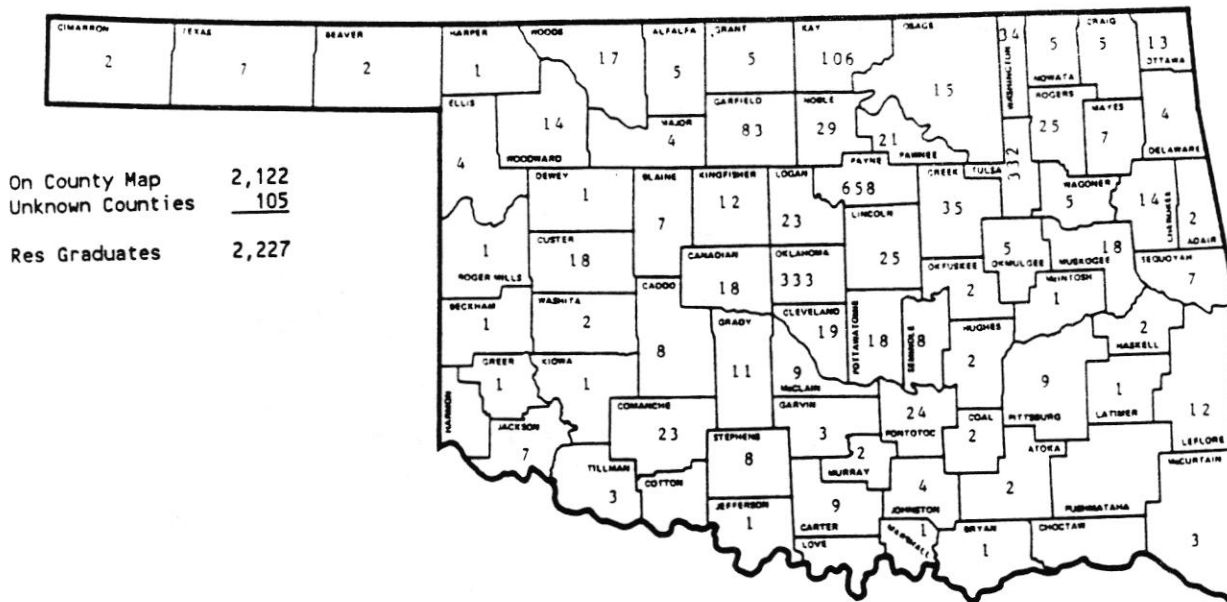 CIMARRON
2
TEXAS
7
BEAVER
2
HARPER
1
WOODS
17
ALFALFA
5
GRANT
5
KAY
106
OSAGE
15
WASHINGTON
34
NOWATA
5
CRAIG
5
OTTAWA
13
ELLIS
4
WOODWARD
14
MAJOR
4
GARFIELD
83
NOBLE
29
PAWNEE
21
ROGERS
25
MAYES
7
DELAWARE
4
On County Map 2,122
Unknown Counties 105
Res Graduates 2,227
DEWEY
1
BLAINE
7
KINGFISHER
12
LOGAN
23
PAYNE
658
CREEK
35
TULSA
332
WAGONER
5
CHEROKEE
14
ADAIR
2
ROGER MILLS
1
CUSTER
18
CANADIAN
18
OKLAHOMA
333
LINCOLN
25
OKFUSKEE
2
OKMULGEE
5
MUSKOGEE
18
SEQUOYAH
7
BECKHAM
1
WASHITA
2
CADDO
8
GRADY
11
CLEVELAND
19
POTTAWATOMIE
18
SEMINOLE
8
HUGHES
2
McINTOSH
1
HASKELL
2
GREER
1
KIOWA
1
McCLAIN
9
PITTSBURG
9
LATIMER
1
LEFLORE
12
HARMON
JACKSON
7
COMANCHE
23
STEPHENS
8
GARVIN
3
PONTOTOC
24
COAL
2
TILLMAN
3
COTTON
MURRAY
2
JOHNSTON
4
ATOKA
2
PUSHMATAHA
McCURTAIN
3
JEFFERSON
1
CARTER
9
LOVE
MARSHALL
1
BRYAN
1
CHOCTAW